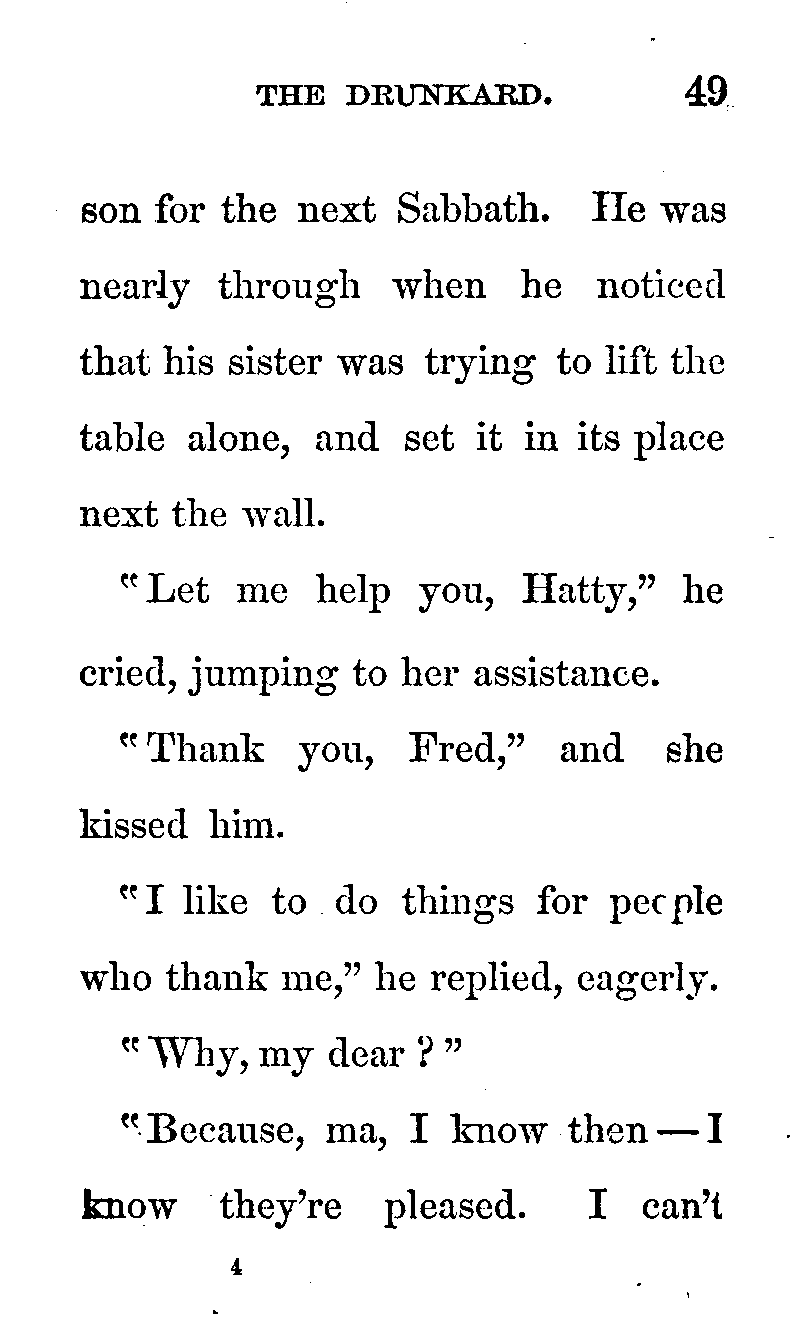 THE DRUNKARD. 49
son for the next Sabbath. He was
nearly through when he noticed
that his sister was trying to lift the
table alone, and set it in its place
next the wall.
"Let me help you, Hatty," he
cried, jumping to her assistance.
"Thank you, Fred," and she
kissed him.
"I like to do things for people
who thank me," he replied, eagerly.
"Why, my dear?"
"Because, ma, I know then — I
know they're pleased. I can't
4